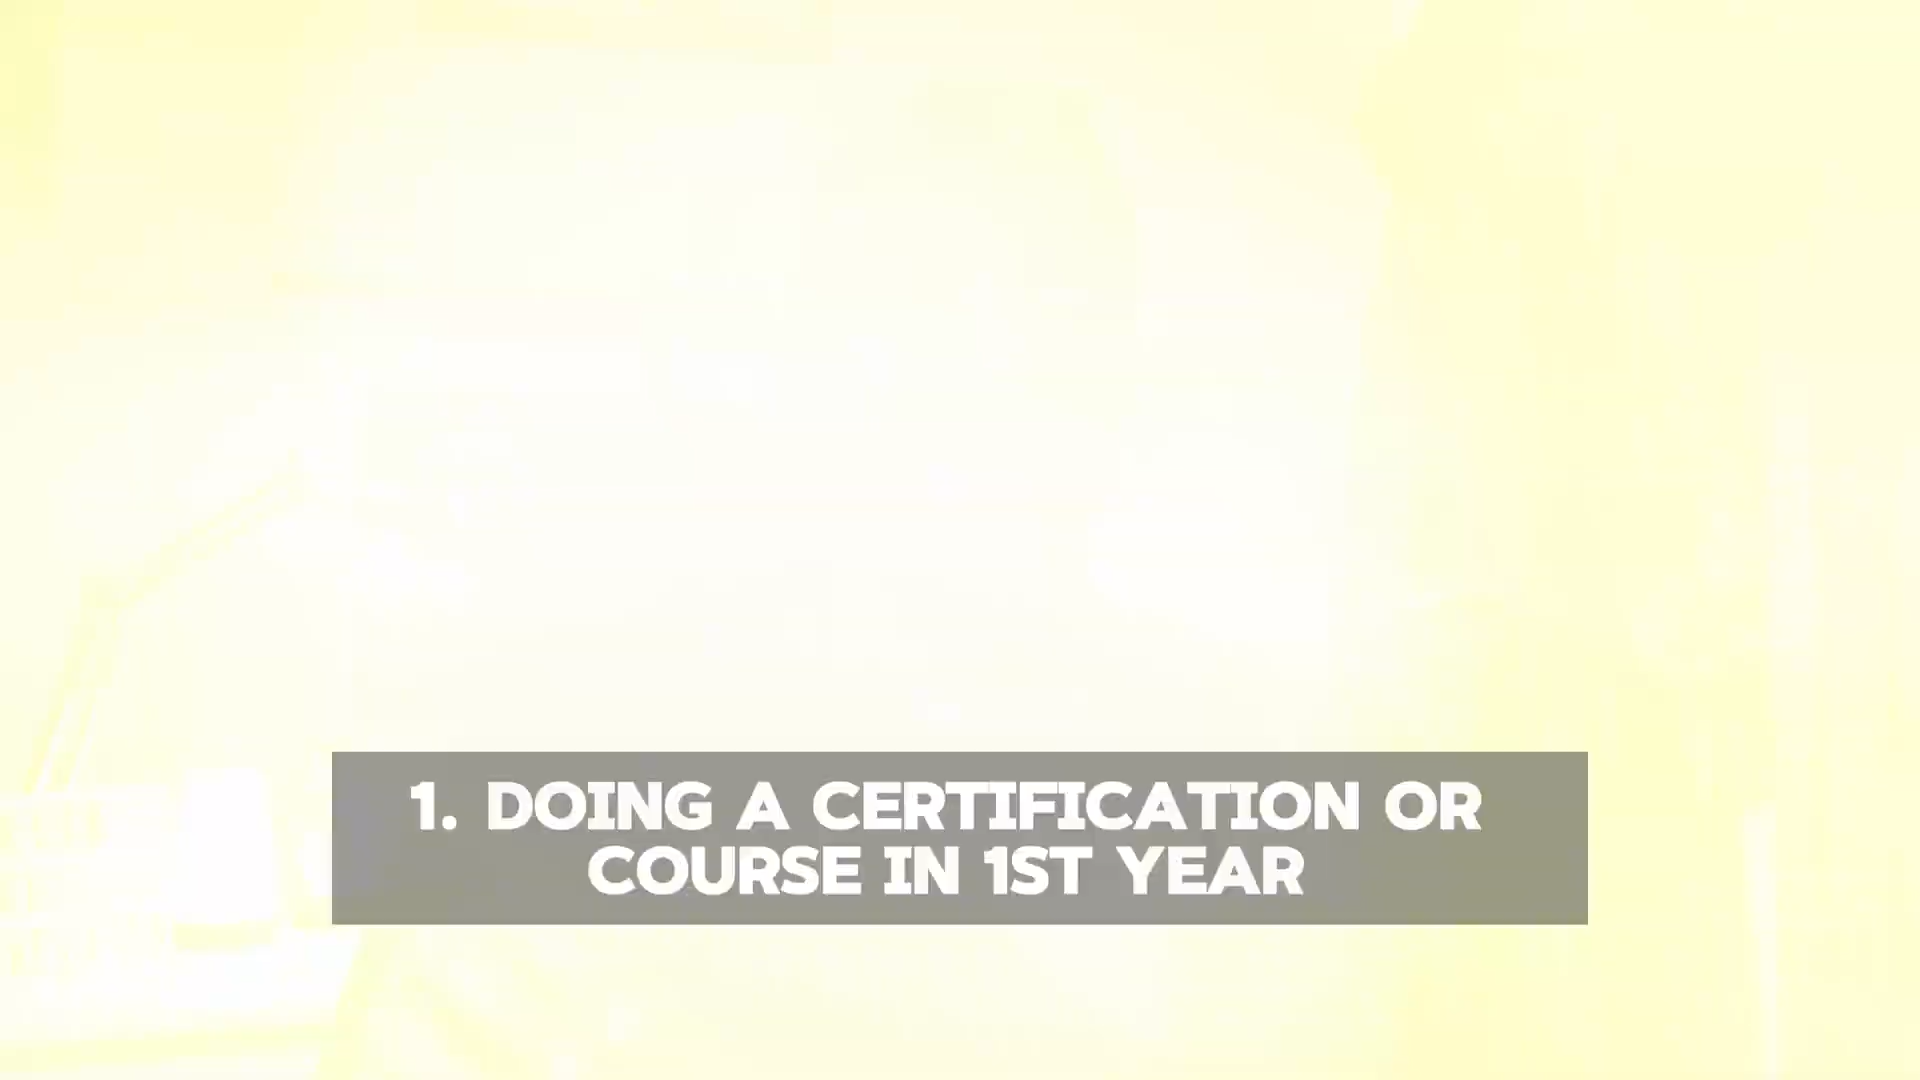 1. DOING A CERTIFICATION OR
COURSE IN 1ST YEAR